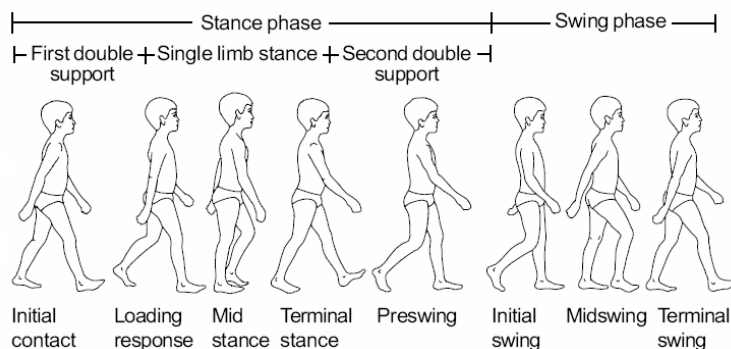 Stance phase
Swing phase
First double support
Single limb stance
Second double support
Initial contact
Loading response
Mid stance
Terminal stance
Preswing
Initial swing
Midswing
Terminal swing